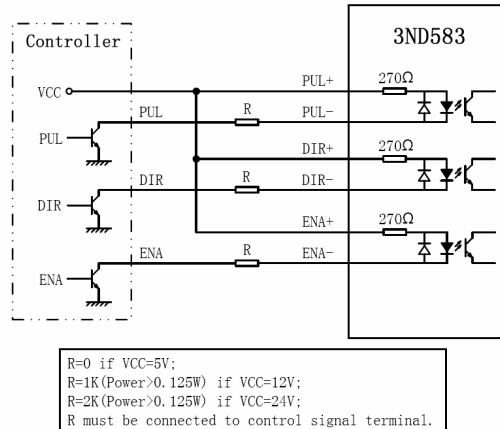 Controller
3ND583
VCC
PUL+
270Ω
PUL
R
PUL-
PUL
DIR+
270Ω
DIR
R
DIR-
DIR
ENA+
270Ω
ENA
R
ENA-
ENA
R=0 if VCC=5V;
R=1K(Power>0.125W) if VCC=12V;
R=2K(Power>0.125W) if VCC=24V;
R must be connected to control signal terminal.